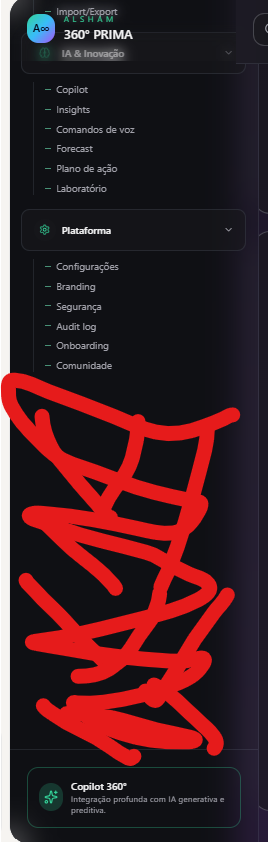 Import/Export
A∞
ALSHAM
360° PRIMA
IA & Inovação
Copilot
Insights
Comandos de voz
Forecast
Plano de ação
Laboratório
Plataforma
Configurações
Branding
Segurança
Audit log
Onboarding
Comunidade
Copilot 360°
Integração profunda com IA generativa e
preditiva.